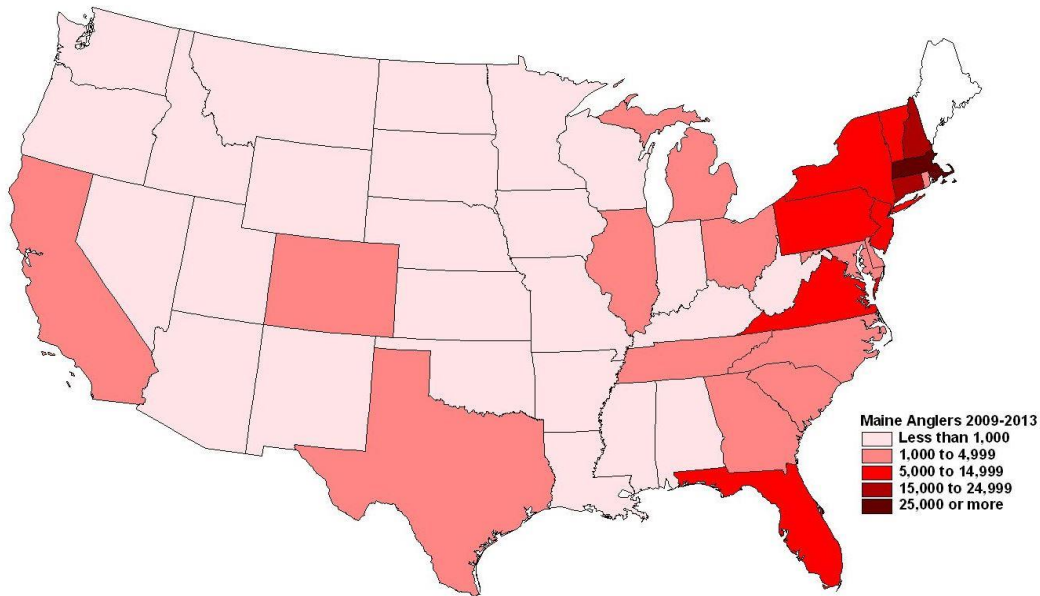 Maine Anglers 2009-2013
Less than 1,000
1,000 to 4,999
5,000 to 14,999
15,000 to 24,999
25,000 or more